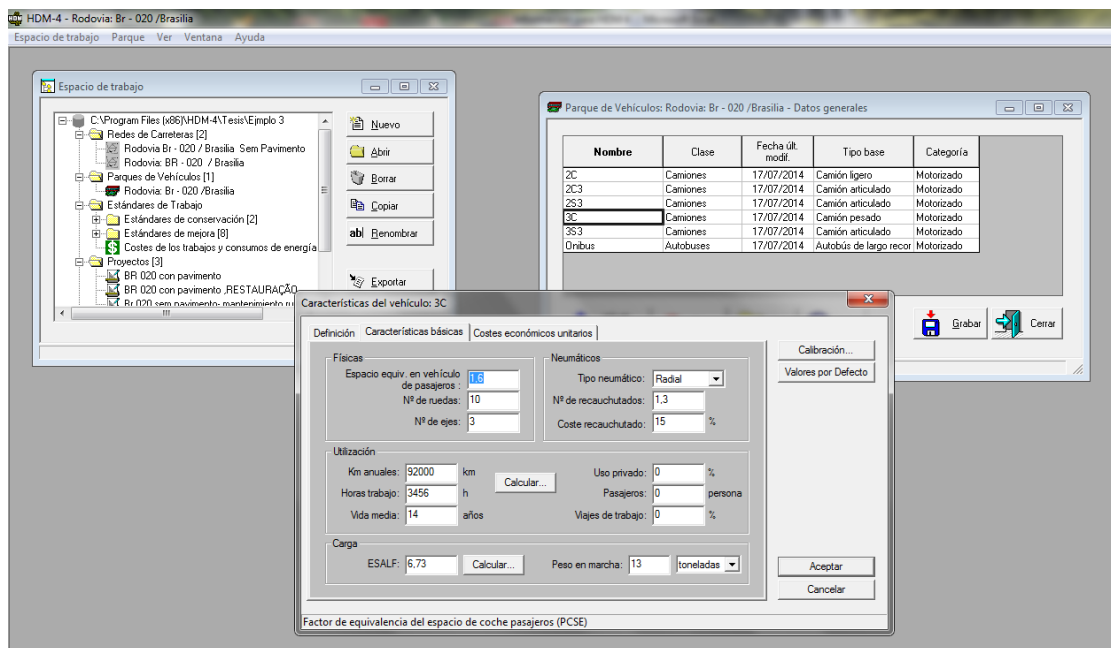 HDM-4 - Rodovia: Br - 020 /Brasilia
Espacio de trabajo Parque Ver Ventana Ayuda
Espacio de trabajo
C:\Program Files (x86)\HDM-4\Tesis\Ejmplo 3
Redes de Carreteras [2]
Rodovia Br - 020 / Brasilia Sem Pavimento
Rodovia: BR - 020 / Brasilia
Parques de Vehículos [1]
Rodovia: Br - 020 /Brasilia
Estándares de Trabajo
Estándares de conservación [2]
Estándares de mejora [8]
Costes de los trabajos y consumos de energía
Proyectos [3]
BR 020 con pavimento
BR 020 con pavimento ,RESTAURAÇÃO
Br 020 sem pavimento- mantenimiento ru
Nuevo
Abrir
Borrar
Copiar
ab| Renombrar
Exportar
Parque de Vehículos: Rodovia: Br - 020 /Brasilia - Datos generales
Nombre Clase Fecha últ. modif. Tipo base Categoría
2C Camiones 17/07/2014 Camión ligero Motorizado
2C3 Camiones 17/07/2014 Camión articulado Motorizado
2S3 Camiones 17/07/2014 Camión articulado Motorizado
3C Camiones 17/07/2014 Camión pesado Motorizado
3S3 Camiones 17/07/2014 Camión articulado Motorizado
Onibus Autobuses 17/07/2014 Autobús de largo recor Motorizado
Grabar Cerrar
Características del vehículo: 3C
Definición Características básicas Costes económicos unitarios
Físicas
Espacio equiv. en vehículo
de pasajeros : 1,6
Nº de ruedas: 10
Nº de ejes: 3
Neumáticos
Tipo neumático: Radial
Nº de recauchutados: 1,3
Coste recauchutado: 15 %
Utilización
Km anuales: 92000 km
Horas trabajo: 3456 h
Vida media: 14 años
Calcular...
Uso privado: 0 %
Pasajeros: 0 persona
Viajes de trabajo: 0 %
Carga
ESALF: 6,73 Calcular... Peso en marcha: 13 toneladas
Calibración...
Valores por Defecto
Aceptar
Cancelar
Factor de equivalencia del espacio de coche pasajeros (PCSE)